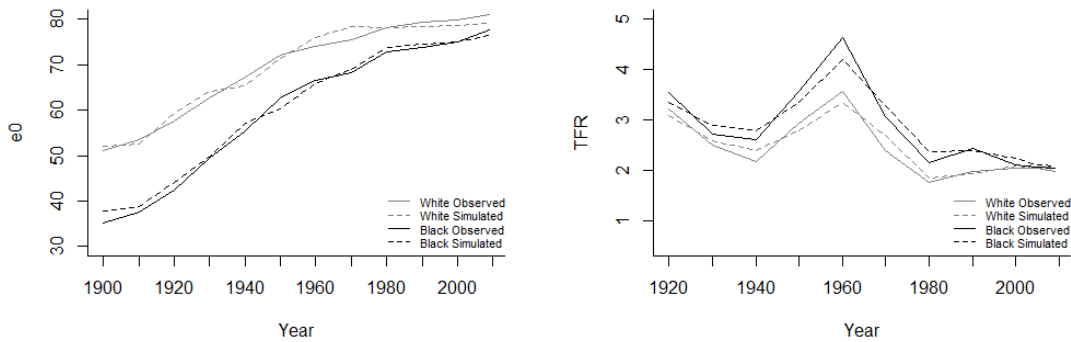 80
70
60
50
40
30
e0
White Observed
White Simulated
Black Observed
Black Simulated
1900 1920 1940 1960 1980 2000
Year
5
4
3
2
1
TFR
White Observed
White Simulated
Black Observed
Black Simulated
1920 1940 1960 1980 2000
Year